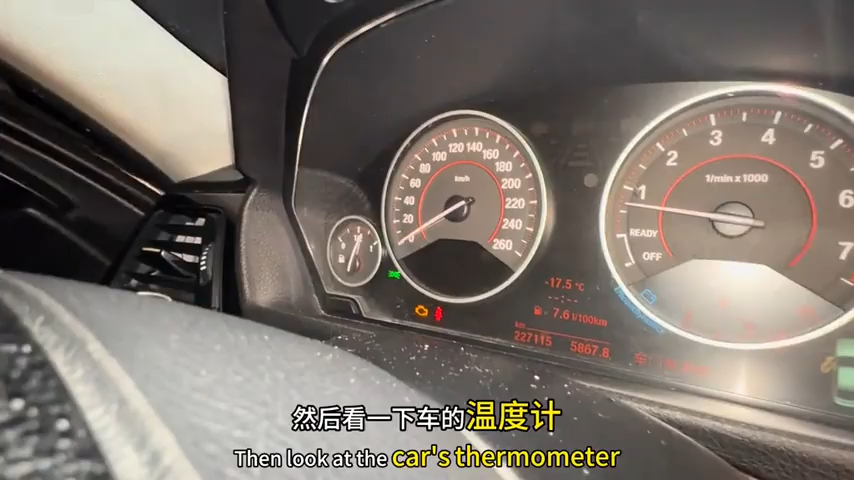 0
20
40
60
80
100
120
140
160
180
200
220
240
260
km/h
1
2
3
4
5
6
7
1/min x 1000
READY
OFF
-17.5 °C
--:--
7.6 l/100km
km
227115 5867.8
然后看一下车的温度计
Then look at the car's thermometer